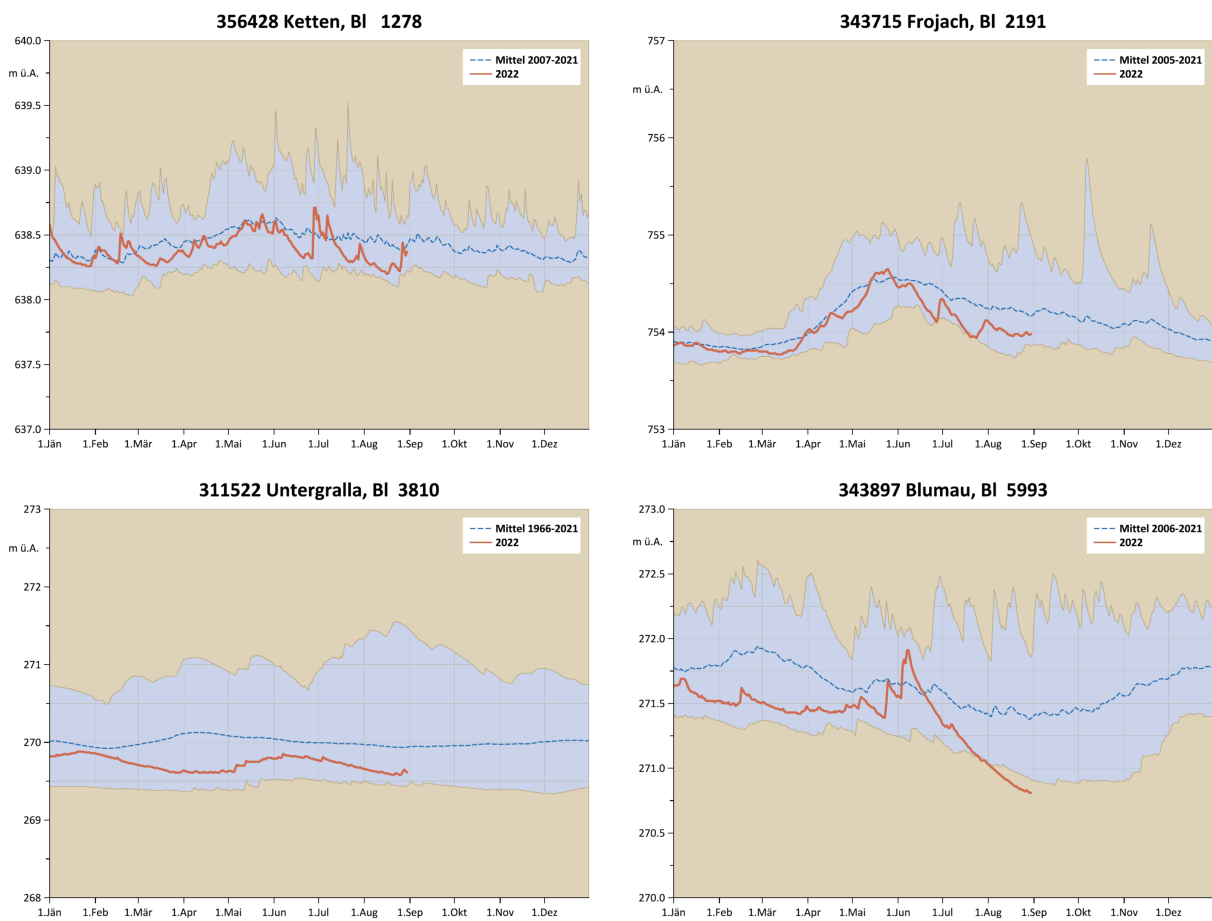 356428 Ketten, Bl 1278
640.0
m ü.A.
639.5
639.0
638.5
638.0
637.5
637.0
Mittel 2007-2021
2022
1.Jän 1.Feb 1.Mär 1.Apr 1.Mai 1.Jun 1.Jul 1.Aug 1.Sep 1.Okt 1.Nov 1.Dez
343715 Frojach, Bl 2191
757
m ü.A.
756
755
754
753
Mittel 2005-2021
2022
1.Jän 1.Feb 1.Mär 1.Apr 1.Mai 1.Jun 1.Jul 1.Aug 1.Sep 1.Okt 1.Nov 1.Dez
311522 Untergralla, Bl 3810
273
m ü.A.
272
271
270
269
268
Mittel 1966-2021
2022
1.Jän 1.Feb 1.Mär 1.Apr 1.Mai 1.Jun 1.Jul 1.Aug 1.Sep 1.Okt 1.Nov 1.Dez
343897 Blumau, Bl 5993
273.0
m ü.A.
272.5
272.0
271.5
271.0
270.5
270.0
Mittel 2006-2021
2022
1.Jän 1.Feb 1.Mär 1.Apr 1.Mai 1.Jun 1.Jul 1.Aug 1.Sep 1.Okt 1.Nov 1.Dez